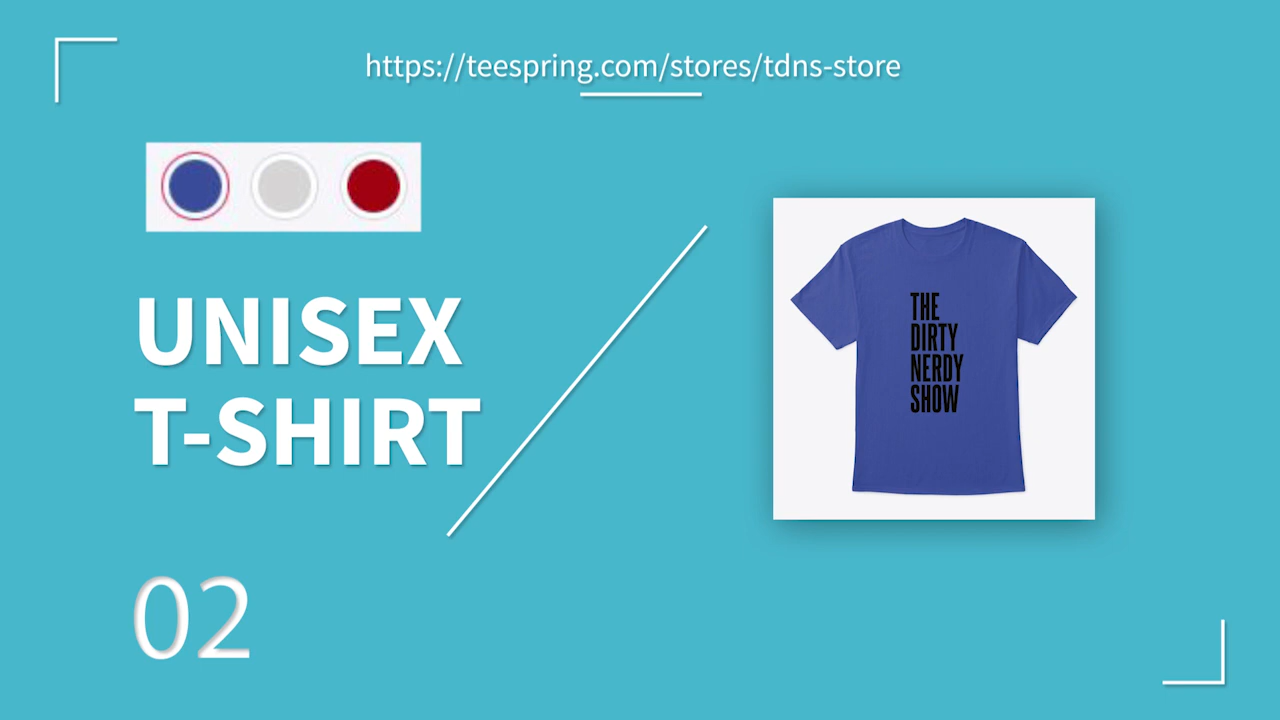 https://teespring.com/stores/tdns-store
UNISEX
T-SHIRT
02
THE
DIRTY
NERDY
SHOW